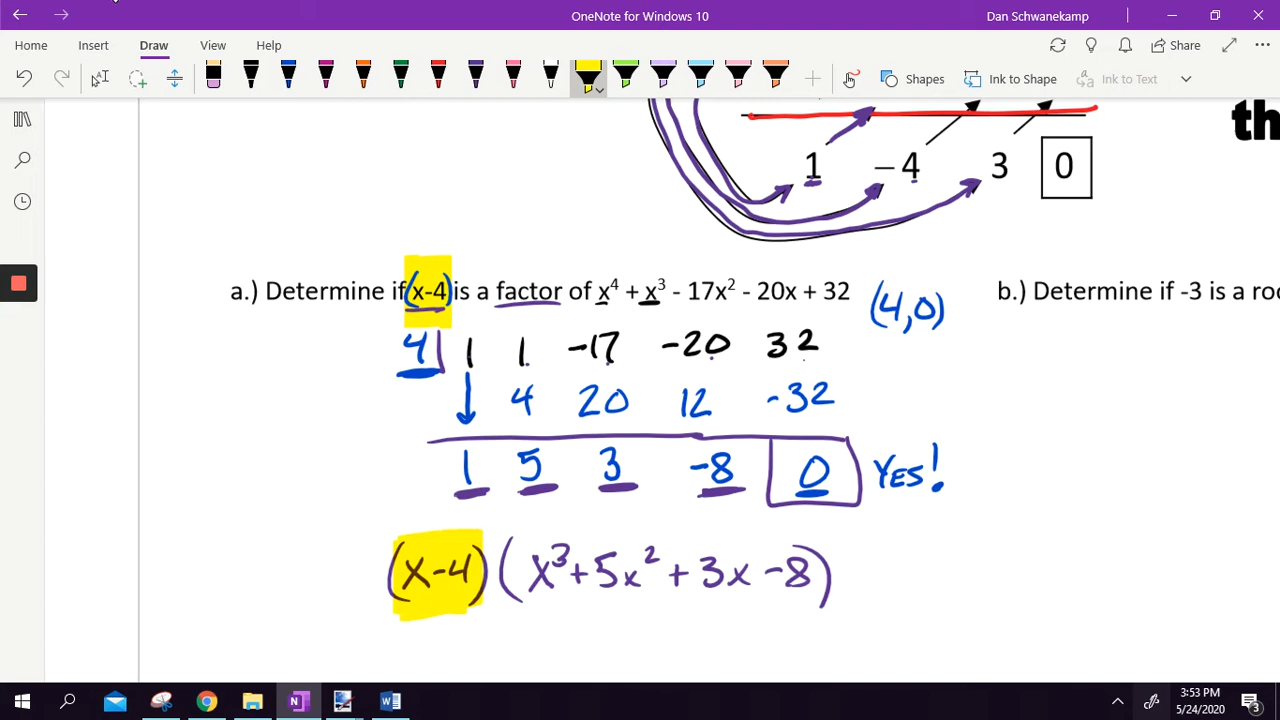 OneNote for Windows 10
Dan Schwanekamp
Home Insert Draw View Help
Share
Shapes Ink to Shape Ink to Text
th
1 −4 3 0
a.) Determine if (x-4) is a factor of x⁴ + x³ - 17x² - 20x + 32 (4,0)
b.) Determine if -3 is a roo
4| 1 1 -17 -20 32
4 20 12 -32
1 5 3 -8 0 YES!
(x-4)(x³+5x²+3x-8)
3:53 PM
5/24/2020
3